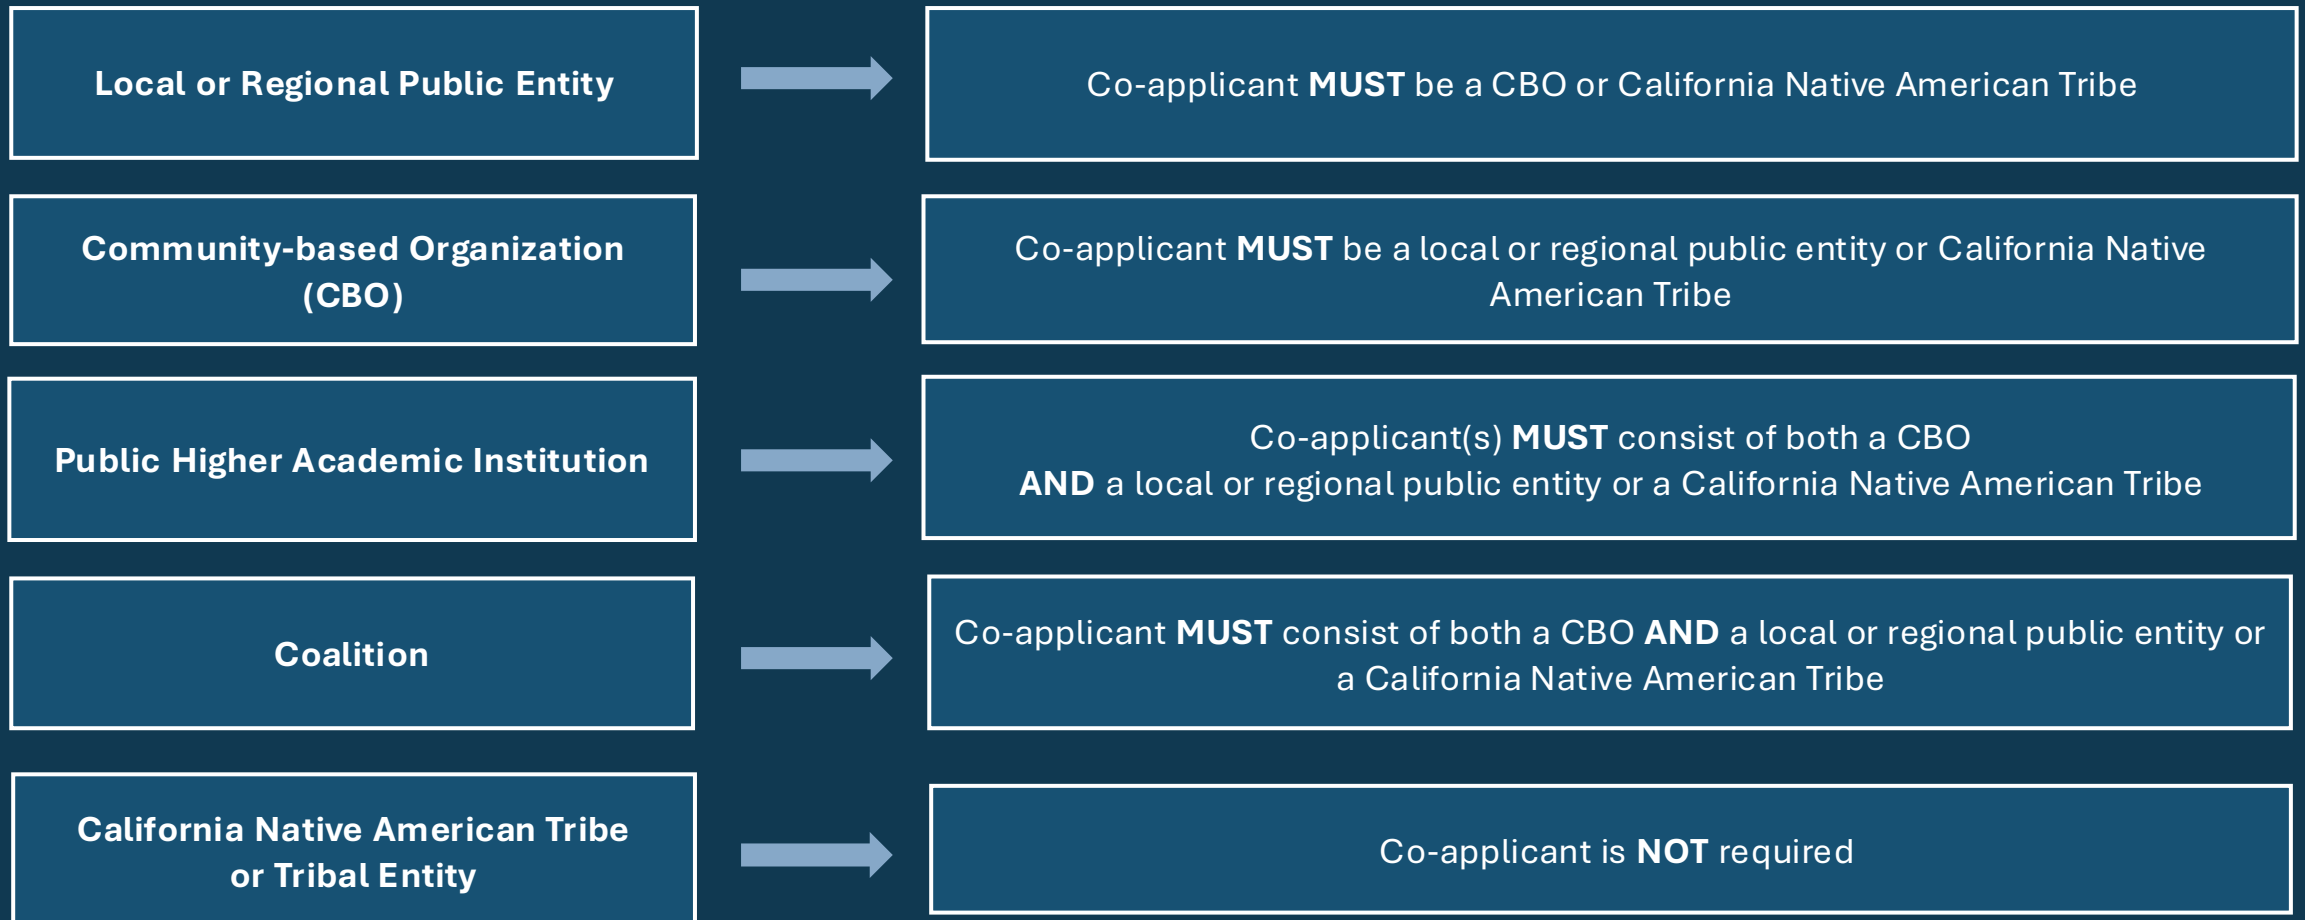 Local or Regional Public Entity
Co-applicant MUST be a CBO or California Native American Tribe
Community-based Organization
(CBO)
Co-applicant MUST be a local or regional public entity or California Native
American Tribe
Public Higher Academic Institution
Co-applicant(s) MUST consist of both a CBO
AND a local or regional public entity or a California Native American Tribe
Coalition
Co-applicant MUST consist of both a CBO AND a local or regional public entity or
a California Native American Tribe
California Native American Tribe
or Tribal Entity
Co-applicant is NOT required